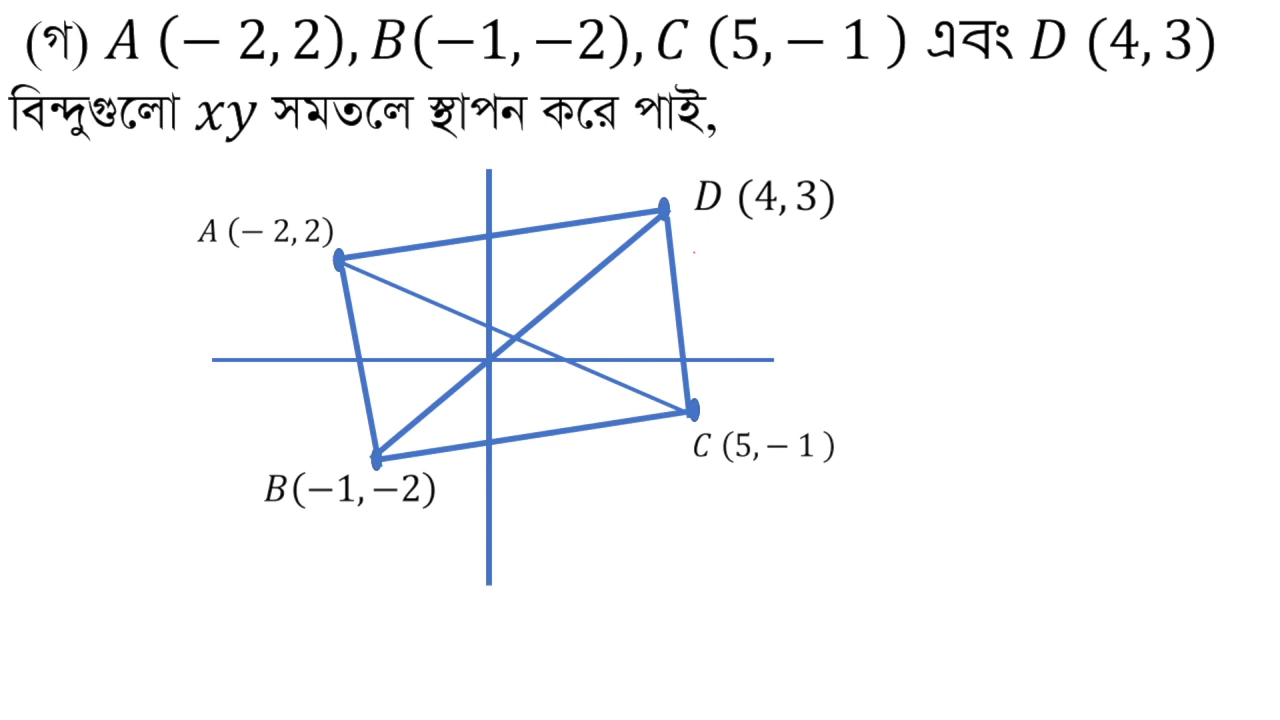 (গ) A (− 2, 2), B(−1, −2), C (5, − 1 ) এবং D (4, 3)
বিন্দুগুলো xy সমতলে স্থাপন করে পাই,
D (4, 3)
A (− 2, 2)
C (5, − 1 )
B(−1, −2)